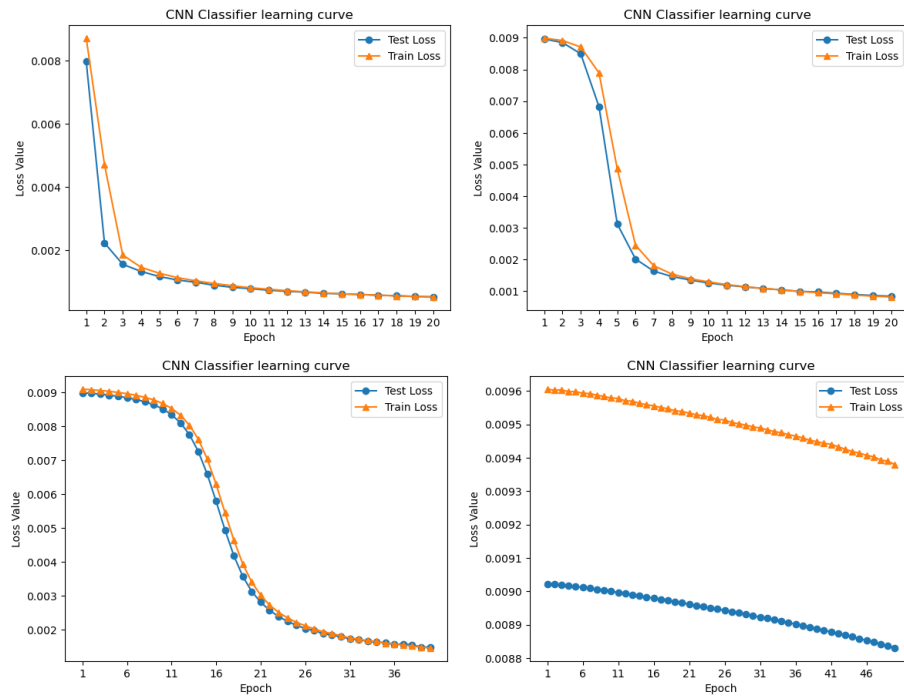 CNN Classifier learning curve
Test Loss
Train Loss
0.008
0.006
0.004
0.002
Loss Value
1 2 3 4 5 6 7 8 9 10 11 12 13 14 15 16 17 18 19 20
Epoch
CNN Classifier learning curve
Test Loss
Train Loss
0.009
0.008
0.007
0.006
0.005
0.004
0.003
0.002
0.001
Loss Value
1 2 3 4 5 6 7 8 9 10 11 12 13 14 15 16 17 18 19 20
Epoch
CNN Classifier learning curve
Test Loss
Train Loss
0.009
0.008
0.007
0.006
0.005
0.004
0.003
0.002
Loss Value
1 6 11 16 21 26 31 36
Epoch
CNN Classifier learning curve
Test Loss
Train Loss
0.0096
0.0095
0.0094
0.0093
0.0092
0.0091
0.0090
0.0089
0.0088
Loss Value
1 6 11 16 21 26 31 36 41 46
Epoch